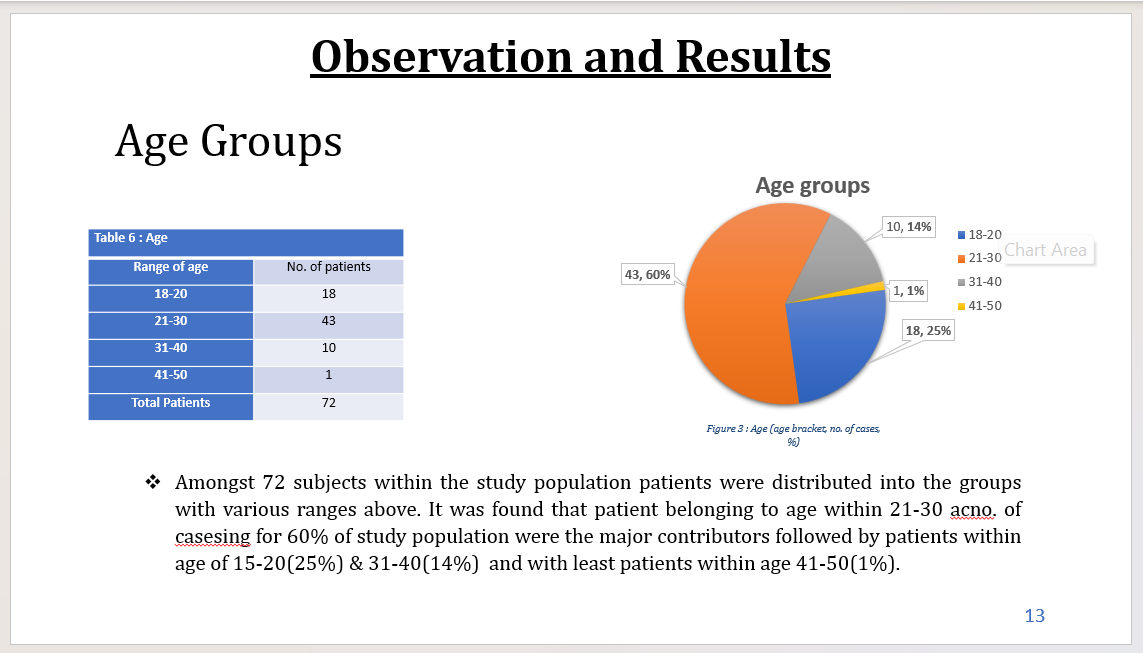 Observation and Results
Age Groups
Table 6 : Age
Range of age No. of patients
18-20 18
21-30 43
31-40 10
41-50 1
Total Patients 72
Age groups
10, 14%
43, 60%
1, 1%
18, 25%
18-20
21-30
31-40
41-50
Chart Area
Figure 3 : Age (age bracket, no. of cases,
%)
❖ Amongst 72 subjects within the study population patients were distributed into the groups
with various ranges above. It was found that patient belonging to age within 21-30 acno. of
casesing for 60% of study population were the major contributors followed by patients within
age of 15-20(25%) & 31-40(14%) and with least patients within age 41-50(1%).
13